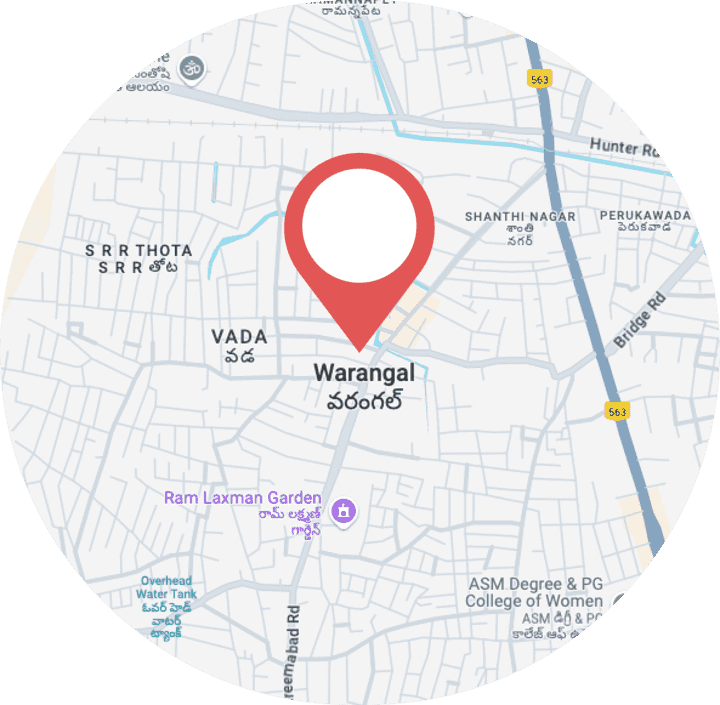 రామన్నపేట
ఆలయం
563
Hunter Rd
SHANTHI NAGAR
శాంతి
నగర్
PERUKAWADA
పెరుకవాడ
S R R THOTA
S R R తోట
Bridge Rd
VADA
వడ
Warangal
వరంగల్
563
Ram Laxman Garden
రామ్ లక్ష్మణ్
గార్డెన్
Overhead
Water Tank
ఓవర్ హెడ్
వాటర్
ట్యాంక్
ASM Degree & PG
College of Women
ASM డిగ్రీ & PG
కాలేజ్ ఆఫ్
reemabad Rd